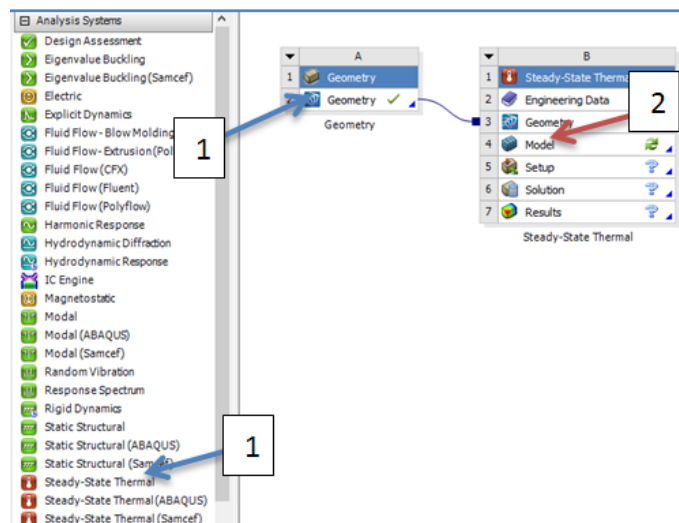 Analysis Systems
Design Assessment
Eigenvalue Buckling
Eigenvalue Buckling (Samcef)
Electric
Explicit Dynamics
Fluid Flow - Blow Molding
Fluid Flow - Extrusion (Pol
Fluid Flow (CFX)
Fluid Flow (Fluent)
Fluid Flow (Polyflow)
Harmonic Response
Hydrodynamic Diffraction
Hydrodynamic Response
IC Engine
Magnetostatic
Modal
Modal (ABAQUS)
Modal (Samcef)
Random Vibration
Response Spectrum
Rigid Dynamics
Static Structural
Static Structural (ABAQUS)
Static Structural (Samcef)
Steady-State Thermal
Steady-State Thermal (ABAQUS)
Steady-State Thermal (Samcef)
1
1
A
1 Geometry
2 Geometry
Geometry
B
1 Steady-State Therma
2 Engineering Data
3 Geometry
4 Model
5 Setup
6 Solution
7 Results
Steady-State Thermal
2